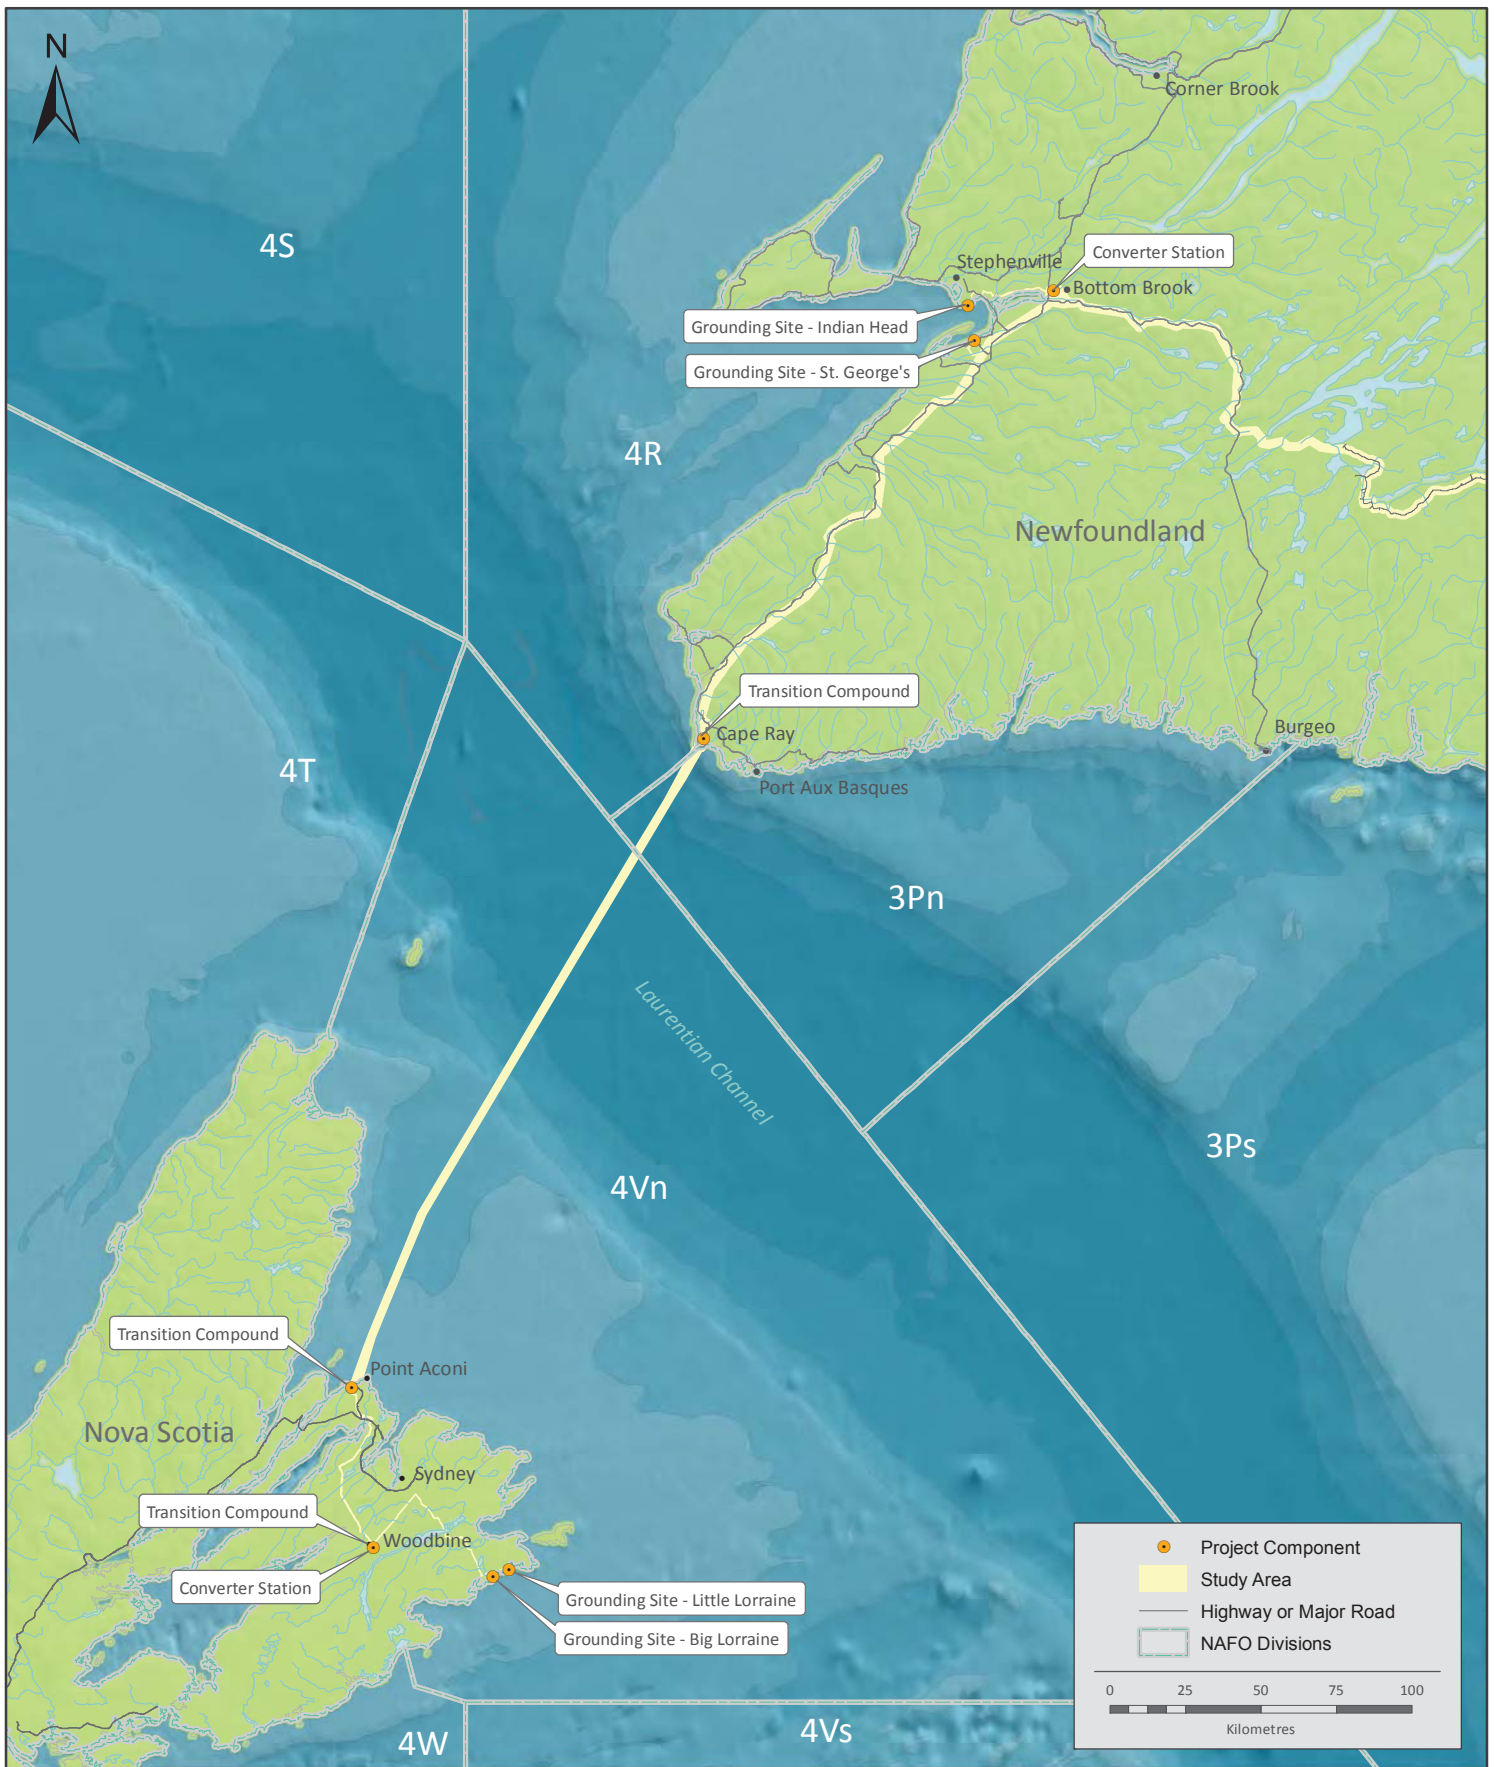 N
Corner Brook
4S
Converter Station
Stephenville
Bottom Brook
Grounding Site - Indian Head
Grounding Site - St. George's
4R
Newfoundland
Transition Compound
Cape Ray
Burgeo
4T
Port Aux Basques
3Pn
Laurentian Channel
3Ps
4Vn
Transition Compound
Point Aconi
Nova Scotia
Sydney
Transition Compound
Woodbine
Converter Station
Grounding Site - Little Lorraine
Grounding Site - Big Lorraine
4W
4Vs
Project Component
Study Area
Highway or Major Road
NAFO Divisions
0 25 50 75 100
Kilometres